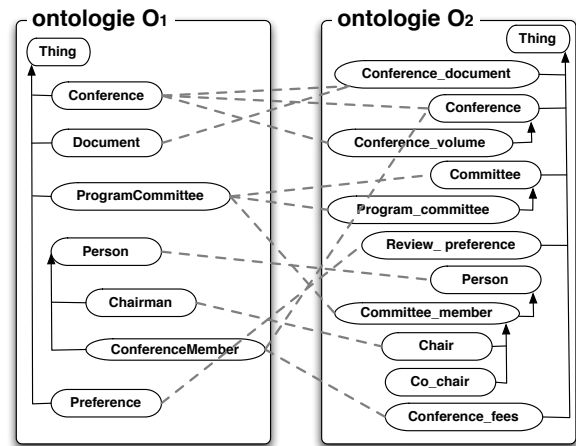 ontologie O1
Thing
Conference
Document
ProgramCommittee
Person
Chairman
ConferenceMember
Preference
ontologie O2
Thing
Conference_document
Conference
Conference_volume
Committee
Program_committee
Review_ preference
Person
Committee_member
Chair
Co_chair
Conference_fees